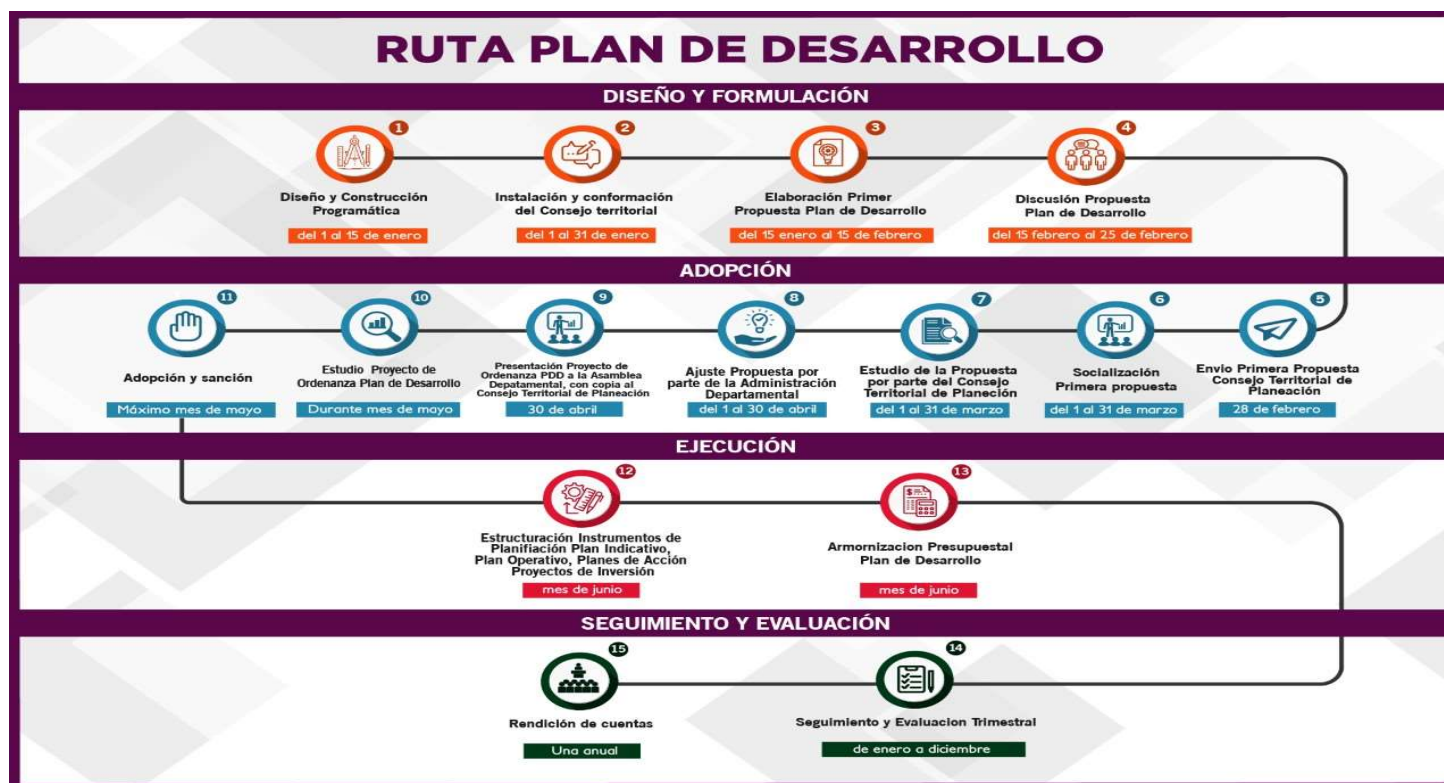 RUTA PLAN DE DESARROLLO
DISEÑO Y FORMULACIÓN
1
Diseño y Construcción
Programática
del 1 al 15 de enero
2
Instalación y conformación
del Consejo territorial
del 1 al 31 de enero
3
Elaboración Primer
Propuesta Plan de Desarrollo
del 15 enero al 15 de febrero
4
Discusión Propuesta
Plan de Desarrollo
del 15 febrero al 25 de febrero
ADOPCIÓN
11
Adopción y sanción
Máximo mes de mayo
10
Estudio Proyecto de
Ordenanza Plan de Desarrollo
Durante mes de mayo
9
Presentación Proyecto de
Ordenanza PDD a la Asamblea
Depatamental, con copia al
Consejo Territorial de Planeación
30 de abril
8
Ajuste Propuesta por
parte de la Administración
Departamental
del 1 al 30 de abril
7
Estudio de la Propuesta
por parte del Consejo
Territorial de Planeción
del 1 al 31 de marzo
6
Socialización
Primera propuesta
del 1 al 31 de marzo
5
Envio Primera Propuesta
Consejo Territorial de
Planeación
28 de febrero
EJECUCIÓN
12
Estructuración Instrumentos de
Planifiación Plan Indicativo,
Plan Operativo, Planes de Acción
Proyectos de Inversión
mes de junio
13
Armornizacion Presupuestal
Plan de Desarrollo
mes de junio
SEGUIMIENTO Y EVALUACIÓN
15
Rendición de cuentas
Una anual
14
Seguimiento y Evaluacion Trimestral
de enero a diciembre